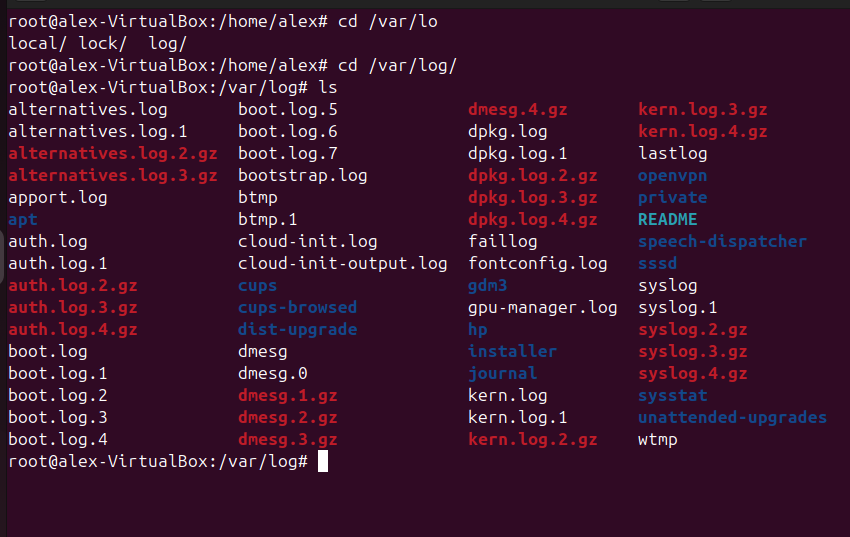 root@alex-VirtualBox:/home/alex# cd /var/lo
local/ lock/  log/
root@alex-VirtualBox:/home/alex# cd /var/log/
root@alex-VirtualBox:/var/log# ls
alternatives.log       boot.log.5             dmesg.4.gz       kern.log.3.gz
alternatives.log.1     boot.log.6             dpkg.log         kern.log.4.gz
alternatives.log.2.gz  boot.log.7             dpkg.log.1       lastlog
alternatives.log.3.gz  bootstrap.log          dpkg.log.2.gz    openvpn
apport.log             btmp                   dpkg.log.3.gz    private
apt                    btmp.1                 dpkg.log.4.gz    README
auth.log               cloud-init.log         faillog          speech-dispatcher
auth.log.1             cloud-init-output.log  fontconfig.log   sssd
auth.log.2.gz          cups                   gdm3             syslog
auth.log.3.gz          cups-browsed           gpu-manager.log  syslog.1
auth.log.4.gz          dist-upgrade           hp               syslog.2.gz
boot.log               dmesg                  installer        syslog.3.gz
boot.log.1             dmesg.0                journal          syslog.4.gz
boot.log.2             dmesg.1.gz             kern.log         sysstat
boot.log.3             dmesg.2.gz             kern.log.1       unattended-upgrades
boot.log.4             dmesg.3.gz             kern.log.2.gz    wtmp
root@alex-VirtualBox:/var/log#